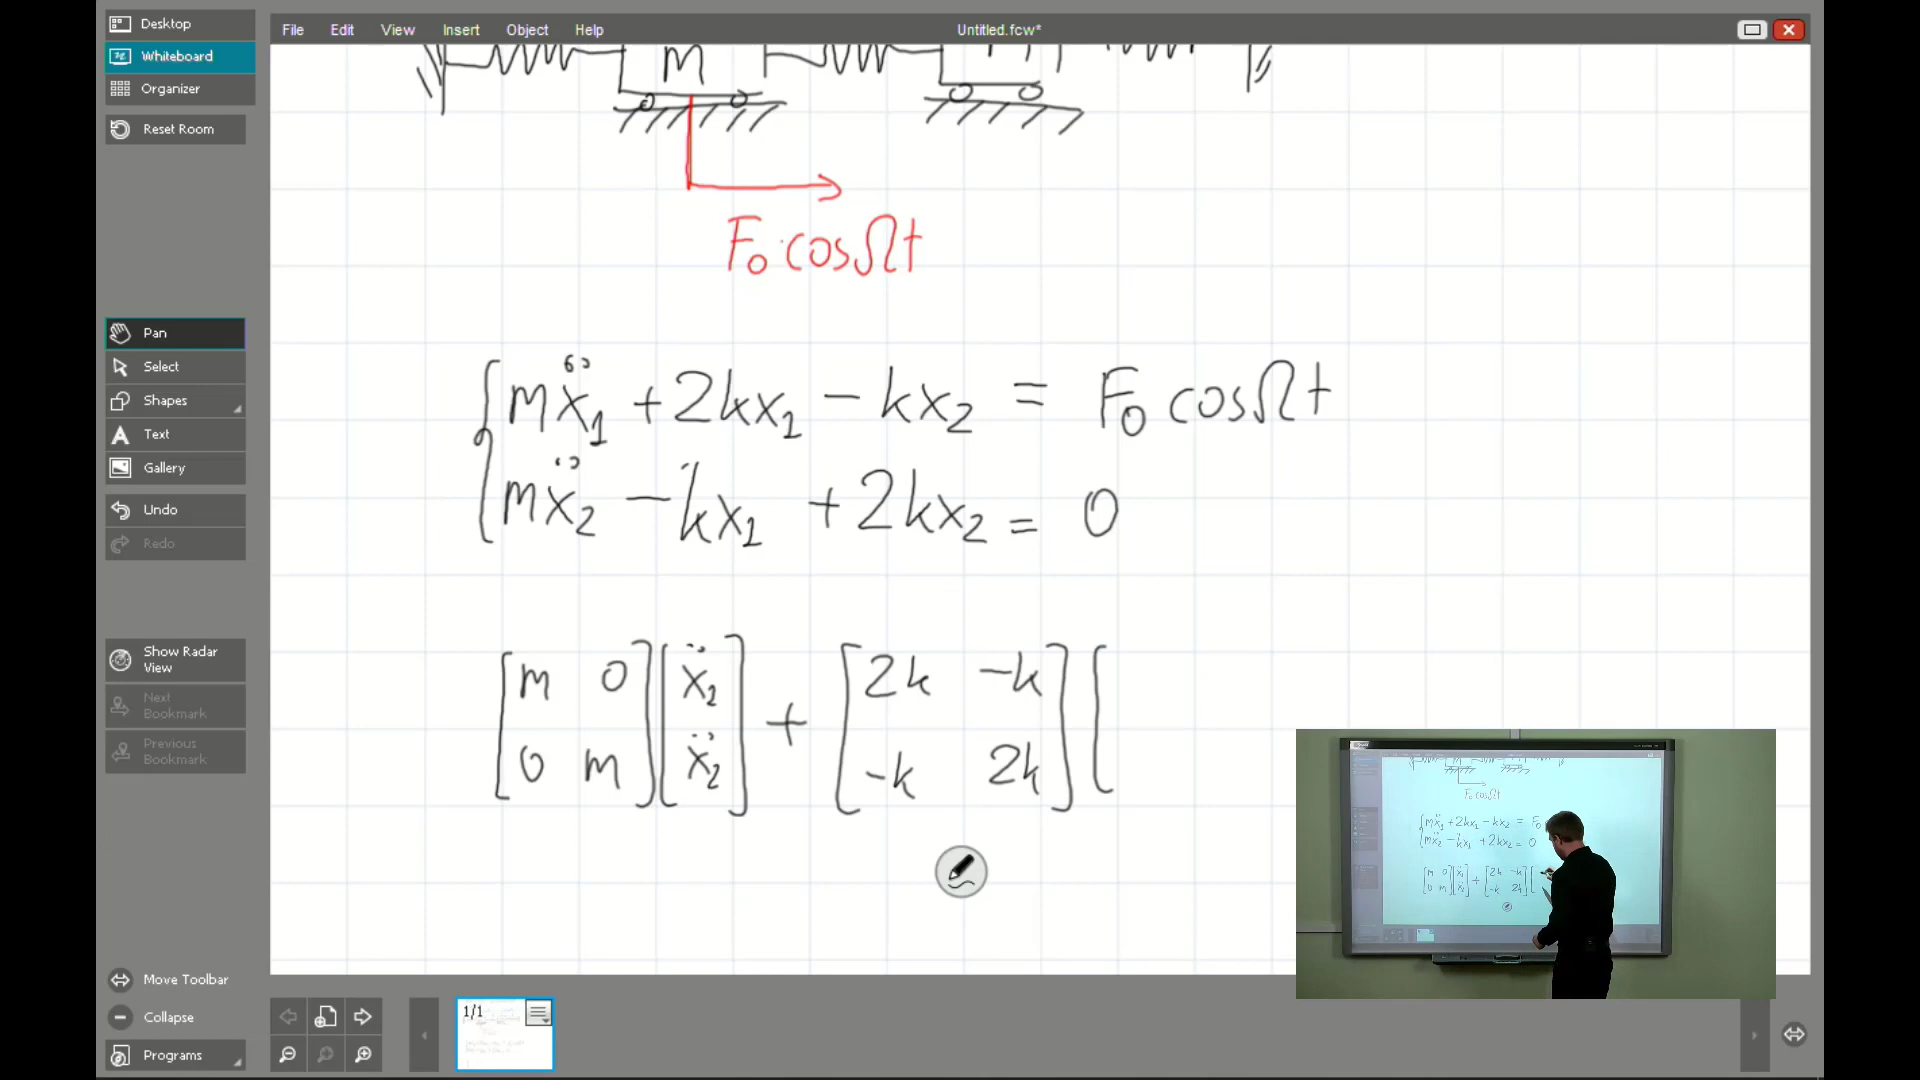 Desktop
Whiteboard
Organizer
Reset Room
Pan
Select
Shapes
Text
Gallery
Undo
Redo
Show Radar View
Next Bookmark
Previous Bookmark
Move Toolbar
Collapse
Programs
File Edit View Insert Object Help Untitled.fcw*
m
F₀ cosΩt
mẍ₁ + 2kx₁ − kx₂ = F₀ cosΩt
mẍ₂ − kx₁ + 2kx₂ = 0
[m 0] [ẍ₂] + [2k −k] [
[0 m] [ẍ₂] [-k 2k]
1/1